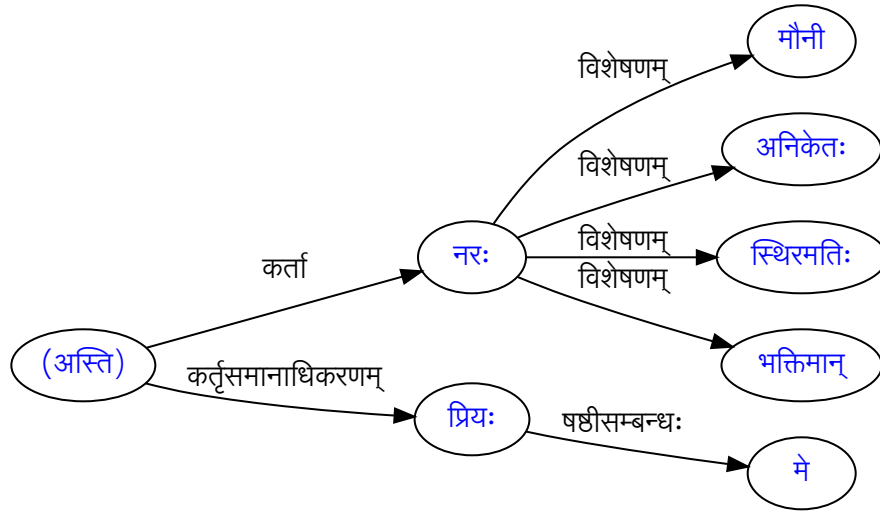 मौनी
विशेषणम्
अनिकेतः
विशेषणम्
विशेषणम्
नरः
स्थिरमतिः
कर्ता
विशेषणम्
(अस्ति)
भक्तिमान्
कर्तृसमानाधिकरणम्
प्रियः
षष्ठीसम्बन्धः
मे